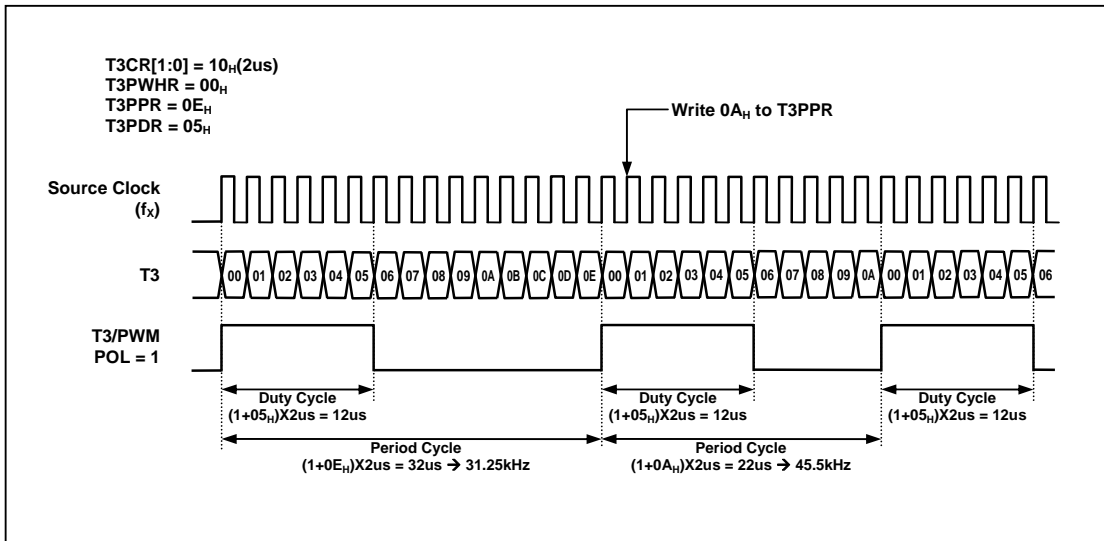 T3CR[1:0] = 10H(2us)
T3PWHR = 00H
T3PPR = 0EH
T3PDR = 05H
Write 0AH to T3PPR
Source Clock
(fX)
T3
00 01 02 03 04 05 06 07 08 09 0A 0B 0C 0D 0E 00 01 02 03 04 05 06 07 08 09 0A 00 01 02 03 04 05 06
T3/PWM
POL = 1
Duty Cycle
(1+05H)X2us = 12us
Duty Cycle
(1+05H)X2us = 12us
Duty Cycle
(1+05H)X2us = 12us
Period Cycle
(1+0EH)X2us = 32us → 31.25kHz
Period Cycle
(1+0AH)X2us = 22us → 45.5kHz